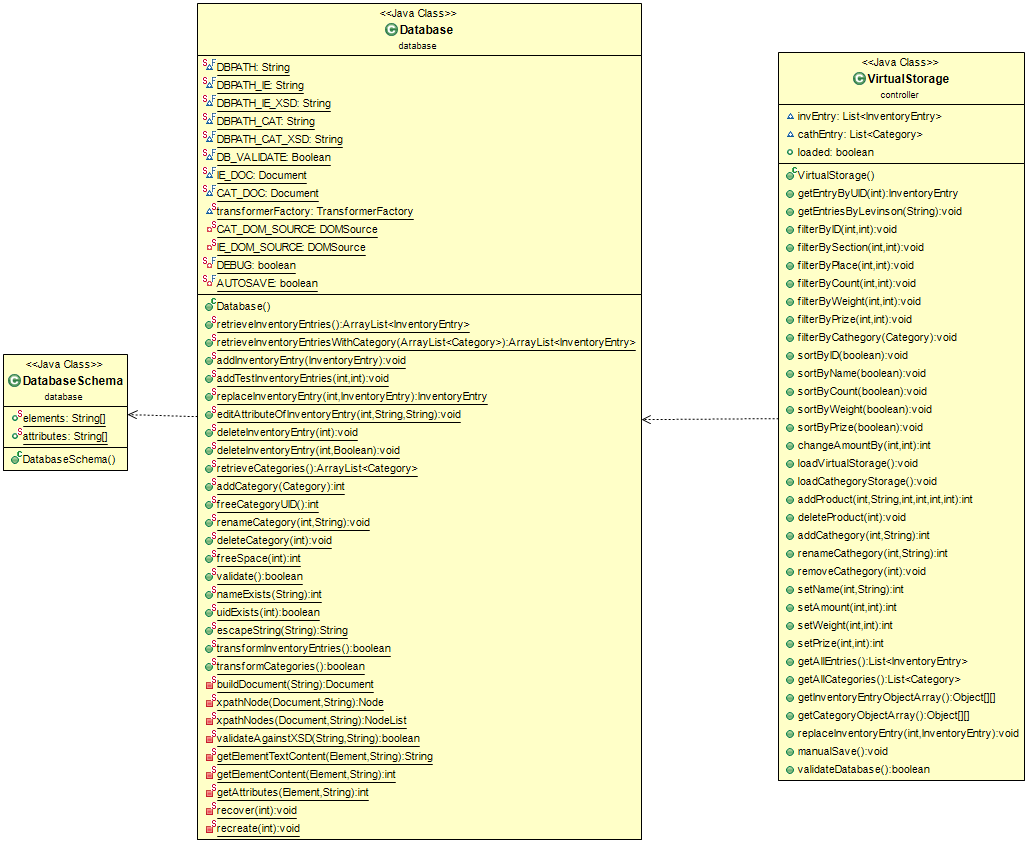 <<Java Class>>
DatabaseSchema
database
elements: String[]
attributes: String[]
DatabaseSchema()
<<Java Class>>
Database
database
DBPATH: String
DBPATH_IE: String
DBPATH_IE_XSD: String
DBPATH_CAT: String
DBPATH_CAT_XSD: String
DB_VALIDATE: Boolean
IE_DOC: Document
CAT_DOC: Document
transformerFactory: TransformerFactory
CAT_DOM_SOURCE: DOMSource
IE_DOM_SOURCE: DOMSource
DEBUG: boolean
AUTOSAVE: boolean
Database()
retrieveInventoryEntries():ArrayList<InventoryEntry>
retrieveInventoryEntriesWithCategory(ArrayList<Category>):ArrayList<InventoryEntry>
addInventoryEntry(InventoryEntry):void
addTestInventoryEntries(int,int):void
replaceInventoryEntry(int,InventoryEntry):InventoryEntry
editAttributeOfInventoryEntry(int,String,String):void
deleteInventoryEntry(int):void
deleteInventoryEntry(int,Boolean):void
retrieveCategories():ArrayList<Category>
addCategory(Category):int
freeCategoryUID():int
renameCategory(int,String):void
deleteCategory(int):void
freeSpace(int):int
validate():boolean
nameExists(String):int
uidExists(int):boolean
escapeString(String):String
transformInventoryEntries():boolean
transformCategories():boolean
buildDocument(String):Document
xpathNode(Document,String):Node
xpathNodes(Document,String):NodeList
validateAgainstXSD(String,String):boolean
getElementTextContent(Element,String):String
getElementContent(Element,String):int
getAttributes(Element,String):int
recover(int):void
recreate(int):void
<<Java Class>>
VirtualStorage
controller
invEntry: List<InventoryEntry>
cathEntry: List<Category>
loaded: boolean
VirtualStorage()
getEntryByUID(int):InventoryEntry
getEntriesByLevinson(String):void
filterByID(int,int):void
filterBySection(int,int):void
filterByPlace(int,int):void
filterByCount(int,int):void
filterByWeight(int,int):void
filterByPrize(int,int):void
filterByCathegory(Category):void
sortByID(boolean):void
sortByName(boolean):void
sortByCount(boolean):void
sortByWeight(boolean):void
sortByPrize(boolean):void
changeAmountBy(int,int):int
loadVirtualStorage():void
loadCathegoryStorage():void
addProduct(int,String,int,int,int,int):int
deleteProduct(int):void
addCathegory(int,String):int
renameCathegory(int,String):int
removeCathegory(int):void
setName(int,String):int
setAmount(int,int):int
setWeight(int,int):int
setPrize(int,int):int
getAllEntries():List<InventoryEntry>
getAllCategories():List<Category>
getInventoryEntryObjectArray():Object[][]
getCategoryObjectArray():Object[][]
replaceInventoryEntry(int,InventoryEntry):void
manualSave():void
validateDatabase():boolean